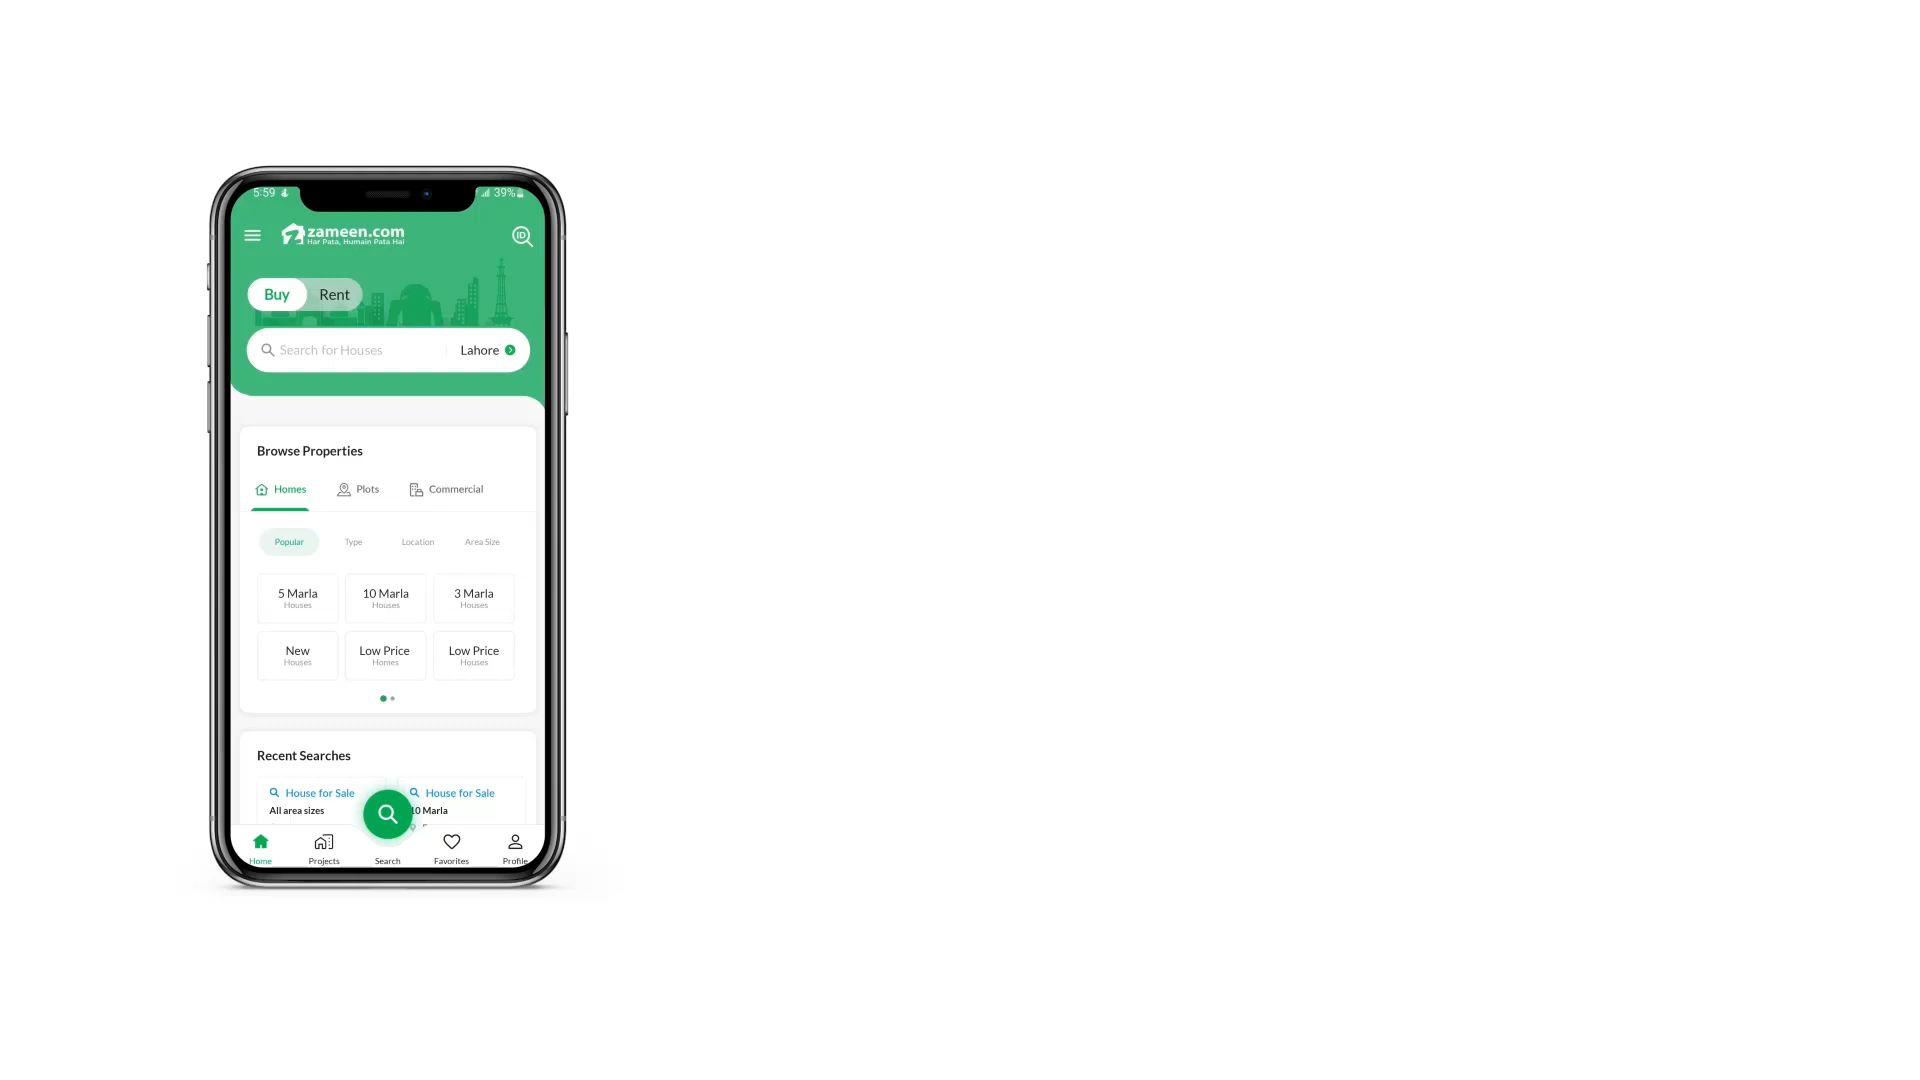 5:59
39%
zameen.com
Har Pata, Humain Pata Hai
ID
Buy Rent
Search for Houses Lahore
Browse Properties
Homes Plots Commercial
Popular Type Location Area Size
5 Marla 10 Marla 3 Marla
Houses Houses Houses
New Low Price Low Price
Houses Homes Houses
Recent Searches
House for Sale House for Sale
All area sizes 10 Marla
Home Projects Search Favorites Profile